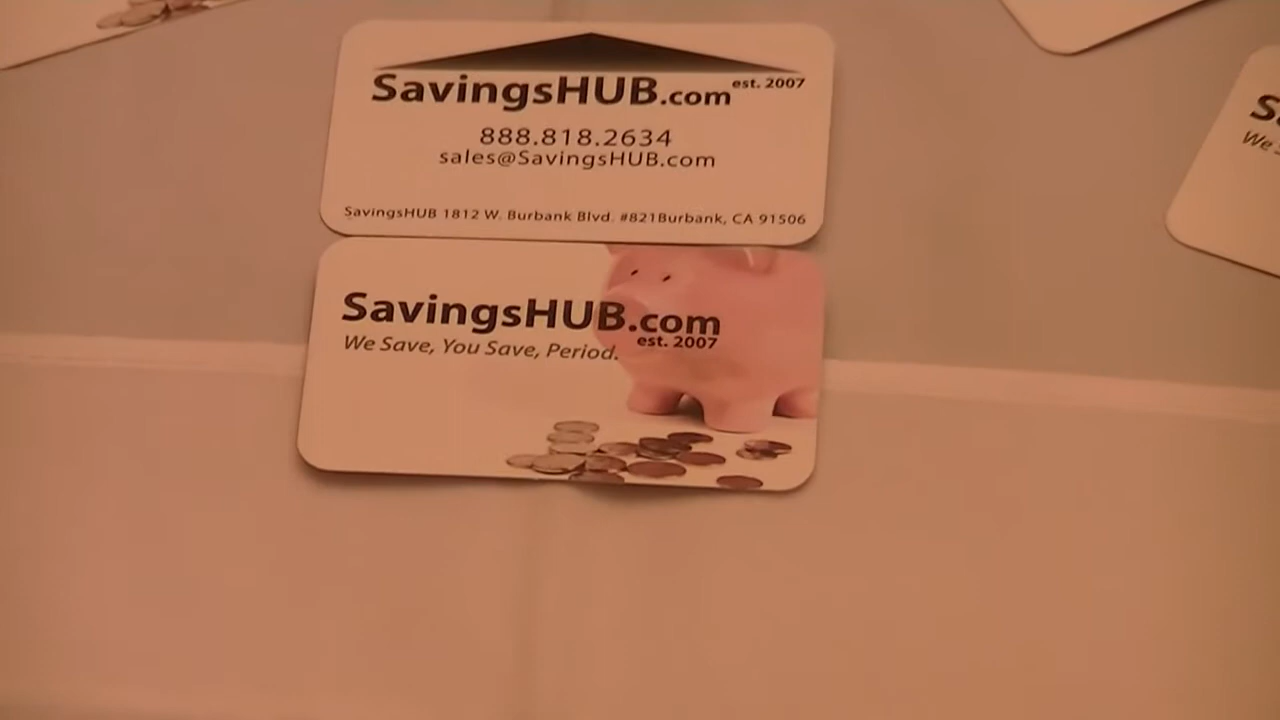 SavingsHUB.com est. 2007
888.818.2634
sales@SavingsHUB.com
SavingsHUB 1812 W. Burbank Blvd. #821Burbank, CA 91506
SavingsHUB.com
est. 2007
We Save, You Save, Period.
We